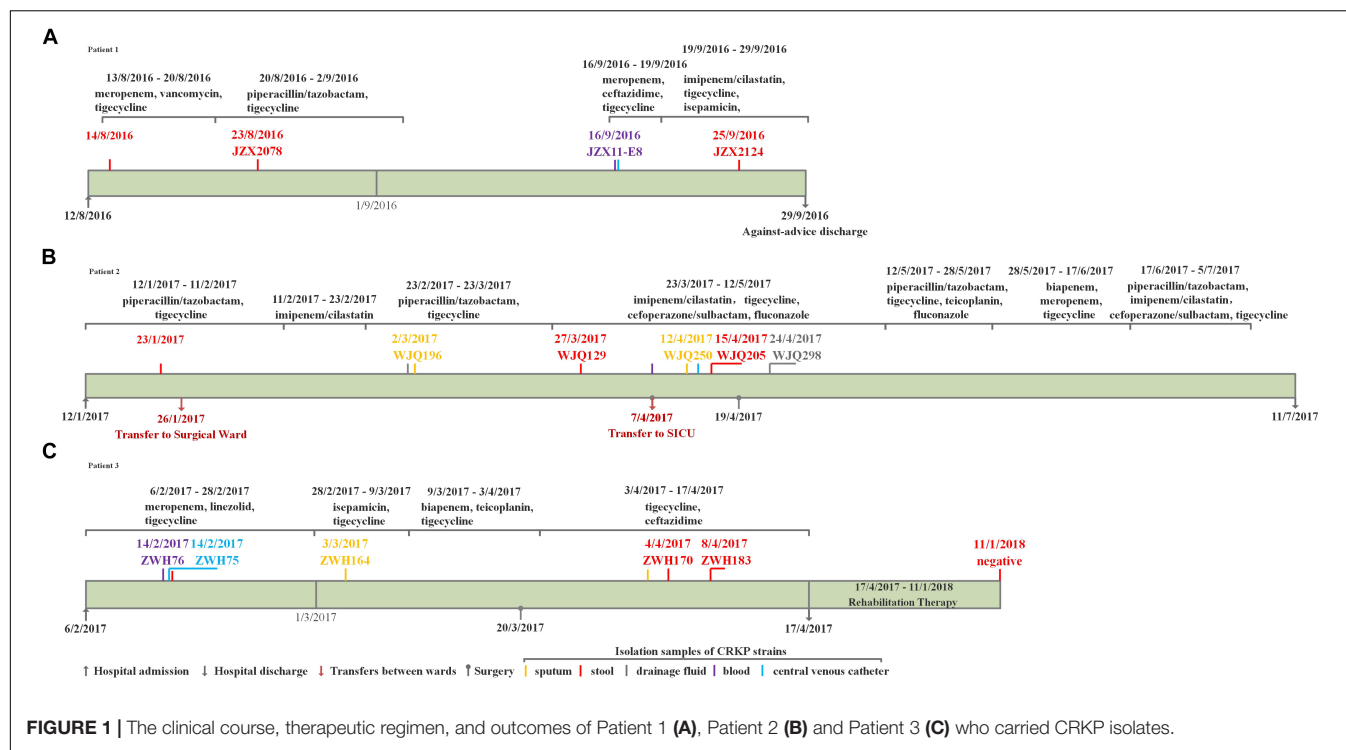 A
Patient 1
13/8/2016 - 20/8/2016
meropenem, vancomycin,
tigecycline
20/8/2016 - 2/9/2016
piperacillin/tazobactam,
tigecycline
16/9/2016 - 19/9/2016
meropenem,
ceftazidime,
tigecycline
19/9/2016 - 29/9/2016
imipenem/cilastatin,
tigecycline,
isepamicin,
14/8/2016
23/8/2016
JZX2078
16/9/2016
JZX11-E8
25/9/2016
JZX2124
12/8/2016
1/9/2016
29/9/2016
Against-advice discharge
B
Patient 2
12/1/2017 - 11/2/2017
piperacillin/tazobactam,
tigecycline
11/2/2017 - 23/2/2017
imipenem/cilastatin
23/2/2017 - 23/3/2017
piperacillin/tazobactam,
tigecycline
23/3/2017 - 12/5/2017
imipenem/cilastatin, tigecycline,
cefoperazone/sulbactam, fluconazole
12/5/2017 - 28/5/2017
piperacillin/tazobactam,
tigecycline, teicoplanin,
fluconazole
28/5/2017 - 17/6/2017
biapenem,
meropenem,
tigecycline
17/6/2017 - 5/7/2017
piperacillin/tazobactam,
imipenem/cilastatin,
cefoperazone/sulbactam, tigecycline
23/1/2017
2/3/2017
WJQ196
27/3/2017
WJQ129
12/4/2017
WJQ250
15/4/2017
WJQ205
24/4/2017
WJQ298
12/1/2017
26/1/2017
Transfer to Surgical Ward
7/4/2017
Transfer to SICU
19/4/2017
11/7/2017
C
Patient 3
6/2/2017 - 28/2/2017
meropenem, linezolid,
tigecycline
28/2/2017 - 9/3/2017
isepamicin,
tigecycline
9/3/2017 - 3/4/2017
biapenem, teicoplanin,
tigecycline
3/4/2017 - 17/4/2017
tigecycline,
ceftazidime
14/2/2017
ZWH76
14/2/2017
ZWH75
3/3/2017
ZWH164
4/4/2017
ZWH170
8/4/2017
ZWH183
11/1/2018
negative
17/4/2017 - 11/1/2018
Rehabilitation Therapy
6/2/2017
1/3/2017
20/3/2017
17/4/2017
Isolation samples of CRKP strains
Hospital admission Hospital discharge Transfers between wards Surgery sputum stool drainage fluid blood central venous catheter
FIGURE 1 | The clinical course, therapeutic regimen, and outcomes of Patient 1 (A), Patient 2 (B) and Patient 3 (C) who carried CRKP isolates.